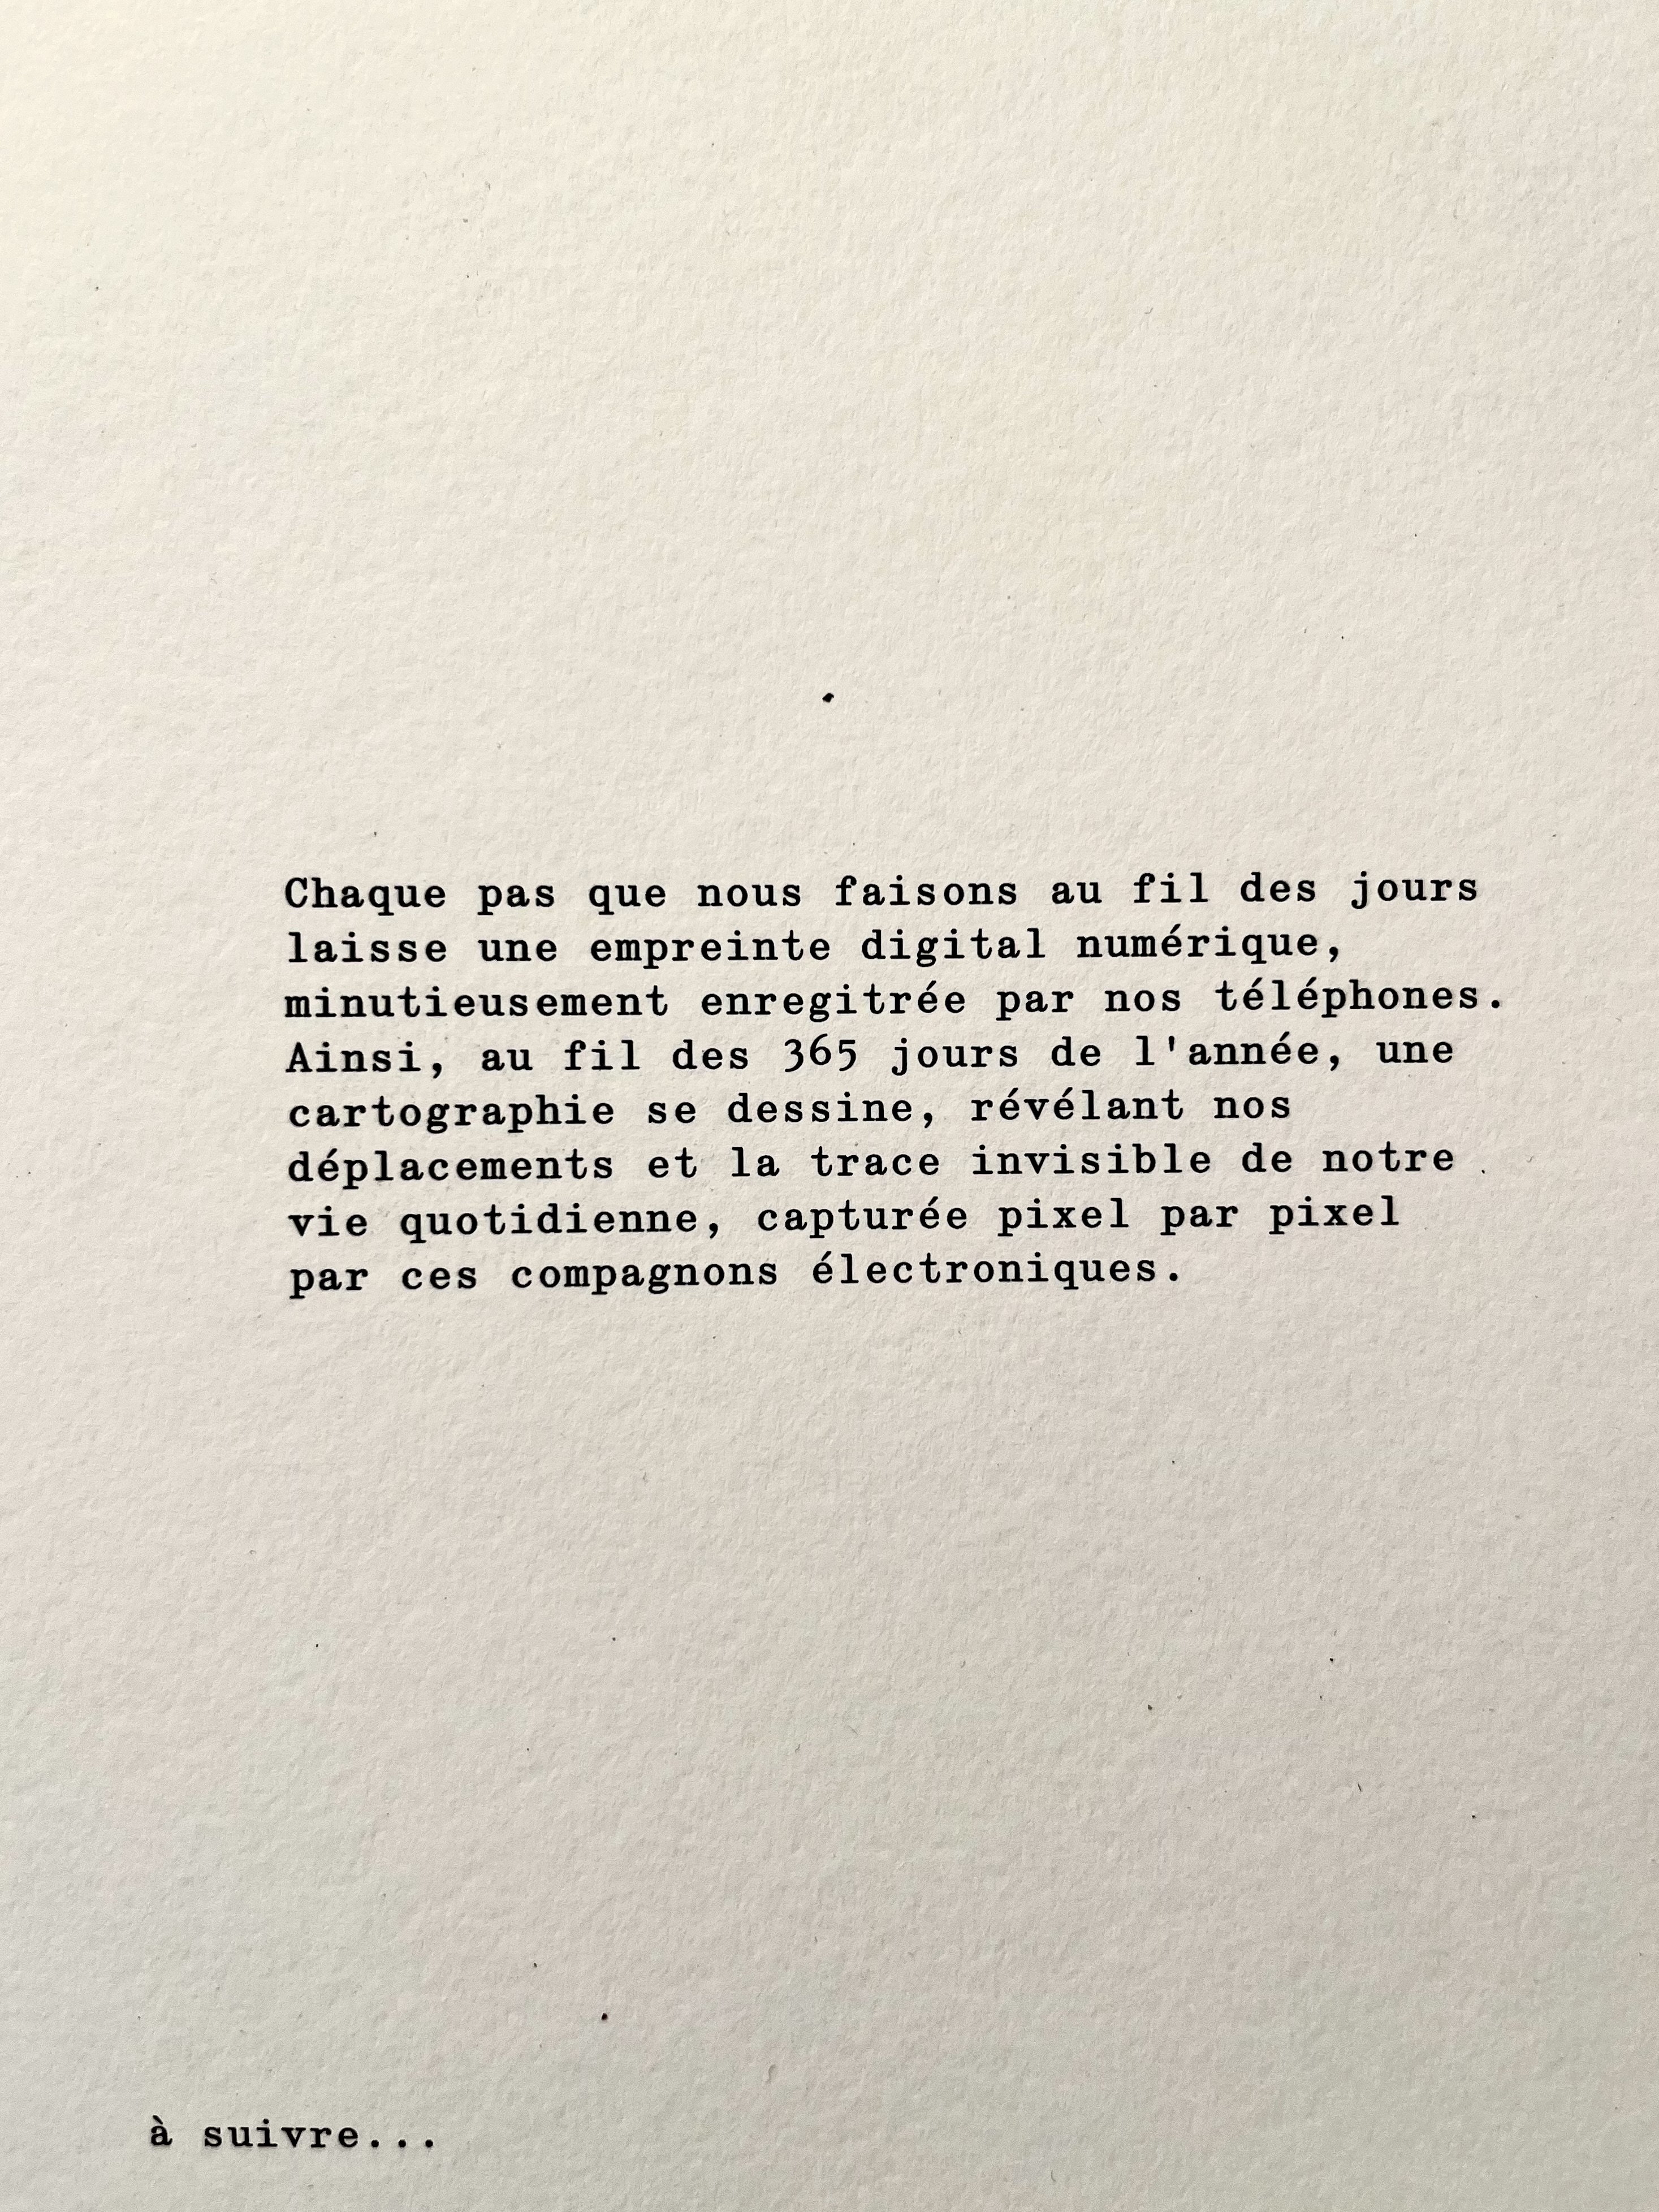 Chaque pas que nous faisons au fil des jours
laisse une empreinte digital numérique,
minutieusement enregitrée par nos téléphones.
Ainsi, au fil des 365 jours de l'année, une
cartographie se dessine, révélant nos
déplacements et la trace invisible de notre
vie quotidienne, capturée pixel par pixel
par ces compagnons électroniques.
à suivre...